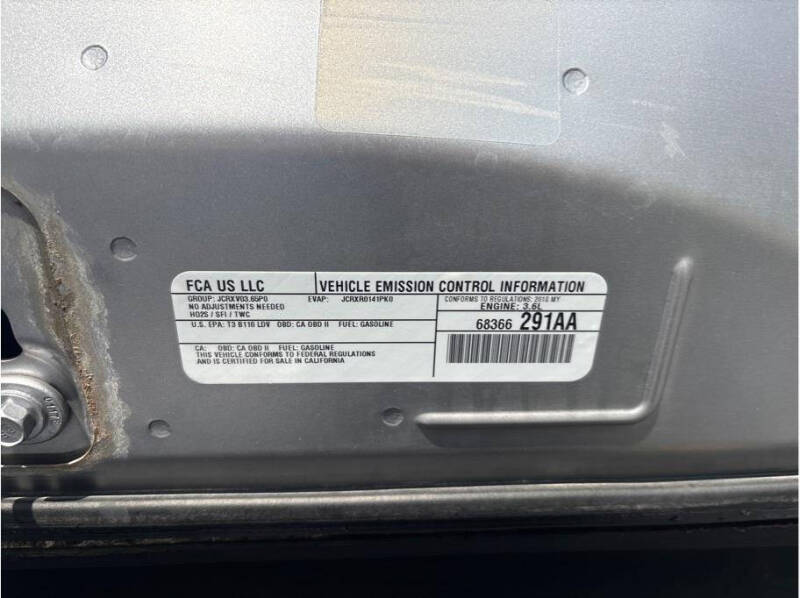 FCA US LLC
VEHICLE EMISSION CONTROL INFORMATION
GROUP: JCRXV03.65P0 EVAP: JCRXR0141PK0
NO ADJUSTMENTS NEEDED
HO2S / SFI / TWC
CONFORMS TO REGULATIONS: 2018 MY
ENGINE: 3.6L
U.S. EPA: T3 B110 LDV OBD: CA OBD II FUEL: GASOLINE
68366 291AA
CA: OBD: CA OBD II FUEL: GASOLINE
THIS VEHICLE CONFORMS TO FEDERAL REGULATIONS
AND IS CERTIFIED FOR SALE IN CALIFORNIA